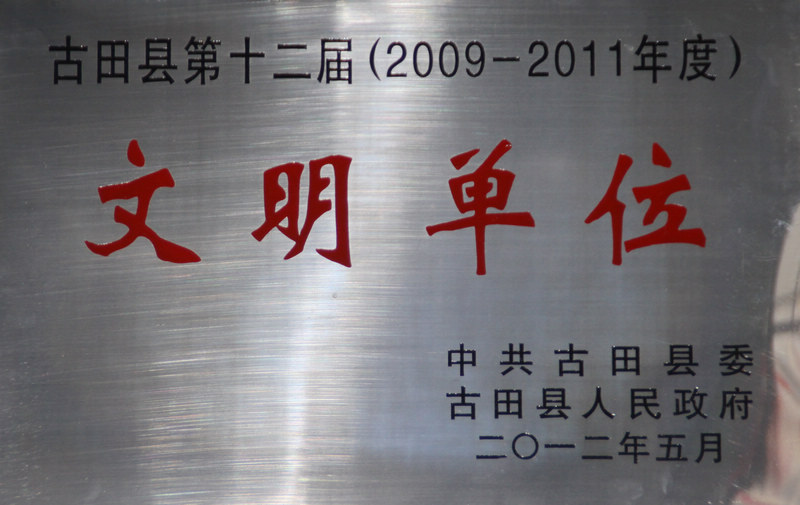 古田县第十二届(2009-2011年度)
文明单位
中共古田县委
古田县人民政府
二〇一二年五月